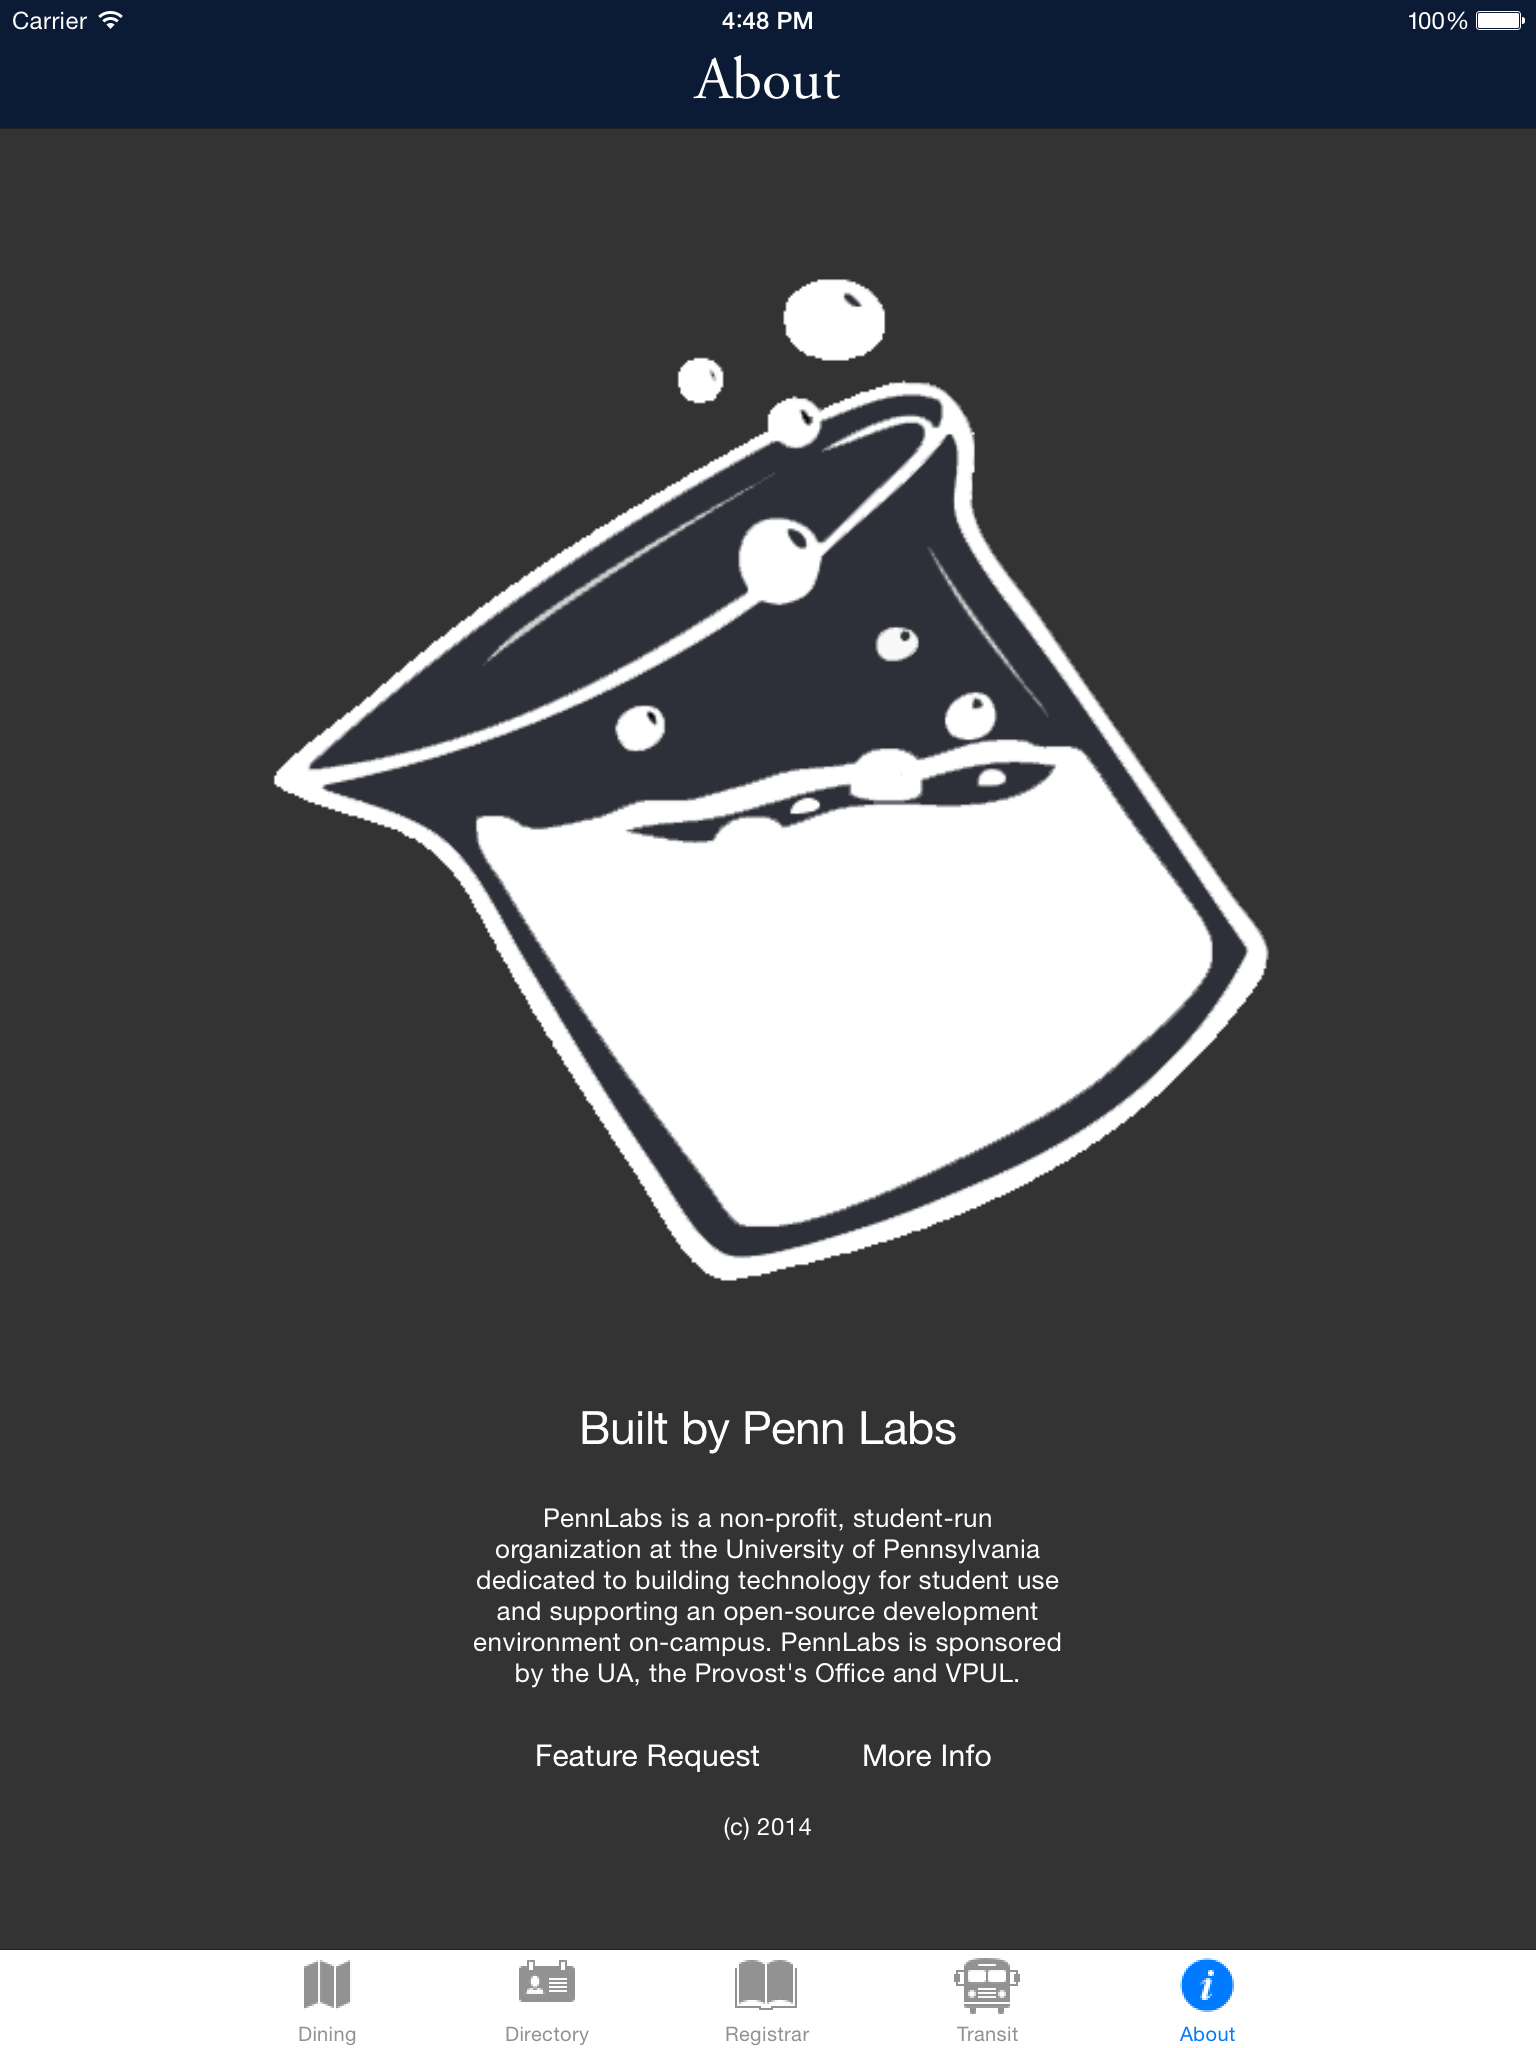 Carrier 4:48 PM 100%
About
Built by Penn Labs
PennLabs is a non-profit, student-run
organization at the University of Pennsylvania
dedicated to building technology for student use
and supporting an open-source development
environment on-campus. PennLabs is sponsored
by the UA, the Provost's Office and VPUL.
Feature Request More Info
(c) 2014
Dining Directory Registrar Transit About